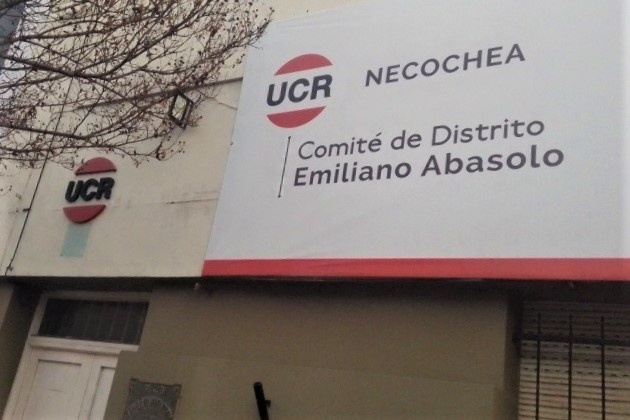 UCR NECOCHEA
Comité de Distrito
Emiliano Abasolo
UCR